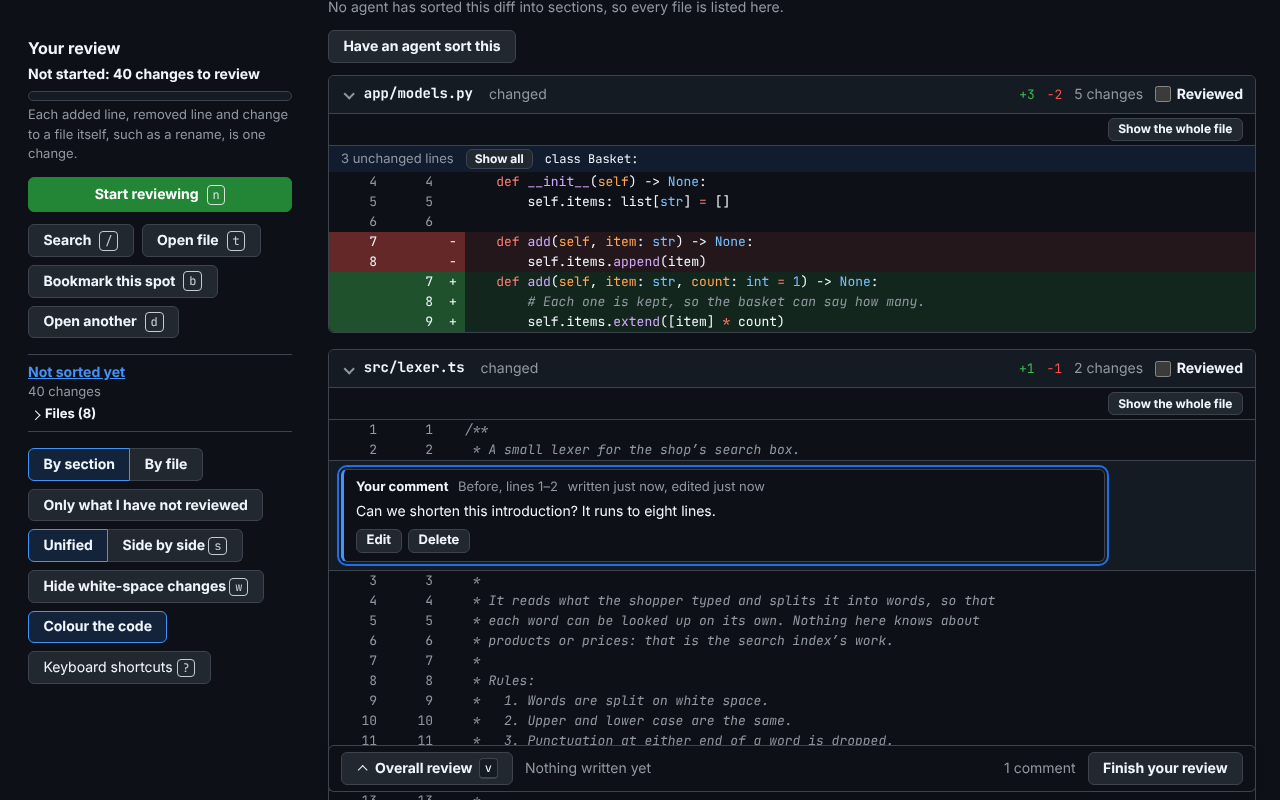 No agent has sorted this diff into sections, so every file is listed here.
Have an agent sort this
Your review
Not started: 40 changes to review
Each added line, removed line and change
to a file itself, such as a rename, is one
change.
Start reviewing n
Search / Open file t
Bookmark this spot b
Open another d
Not sorted yet
40 changes
Files (8)
By section By file
Only what I have not reviewed
Unified Side by side s
Hide white-space changes w
Colour the code
Keyboard shortcuts ?
app/models.py changed +3 -2 5 changes Reviewed
Show the whole file
3 unchanged lines Show all class Basket:
4 4 def __init__(self) -> None:
5 5 self.items: list[str] = []
6 6
7 - def add(self, item: str) -> None:
8 - self.items.append(item)
7 + def add(self, item: str, count: int = 1) -> None:
8 + # Each one is kept, so the basket can say how many.
9 + self.items.extend([item] * count)
src/lexer.ts changed +1 -1 2 changes Reviewed
Show the whole file
1 1 /**
2 2 * A small lexer for the shop’s search box.
Your comment Before, lines 1–2 written just now, edited just now
Can we shorten this introduction? It runs to eight lines.
Edit Delete
3 3 *
4 4 * It reads what the shopper typed and splits it into words, so that
5 5 * each word can be looked up on its own. Nothing here knows about
6 6 * products or prices: that is the search index’s work.
7 7 *
8 8 * Rules:
9 9 * 1. Words are split on white space.
10 10 * 2. Upper and lower case are the same.
11 11 * 3. Punctuation at either end of a word is dropped.
Overall review v Nothing written yet 1 comment Finish your review
13 13 *